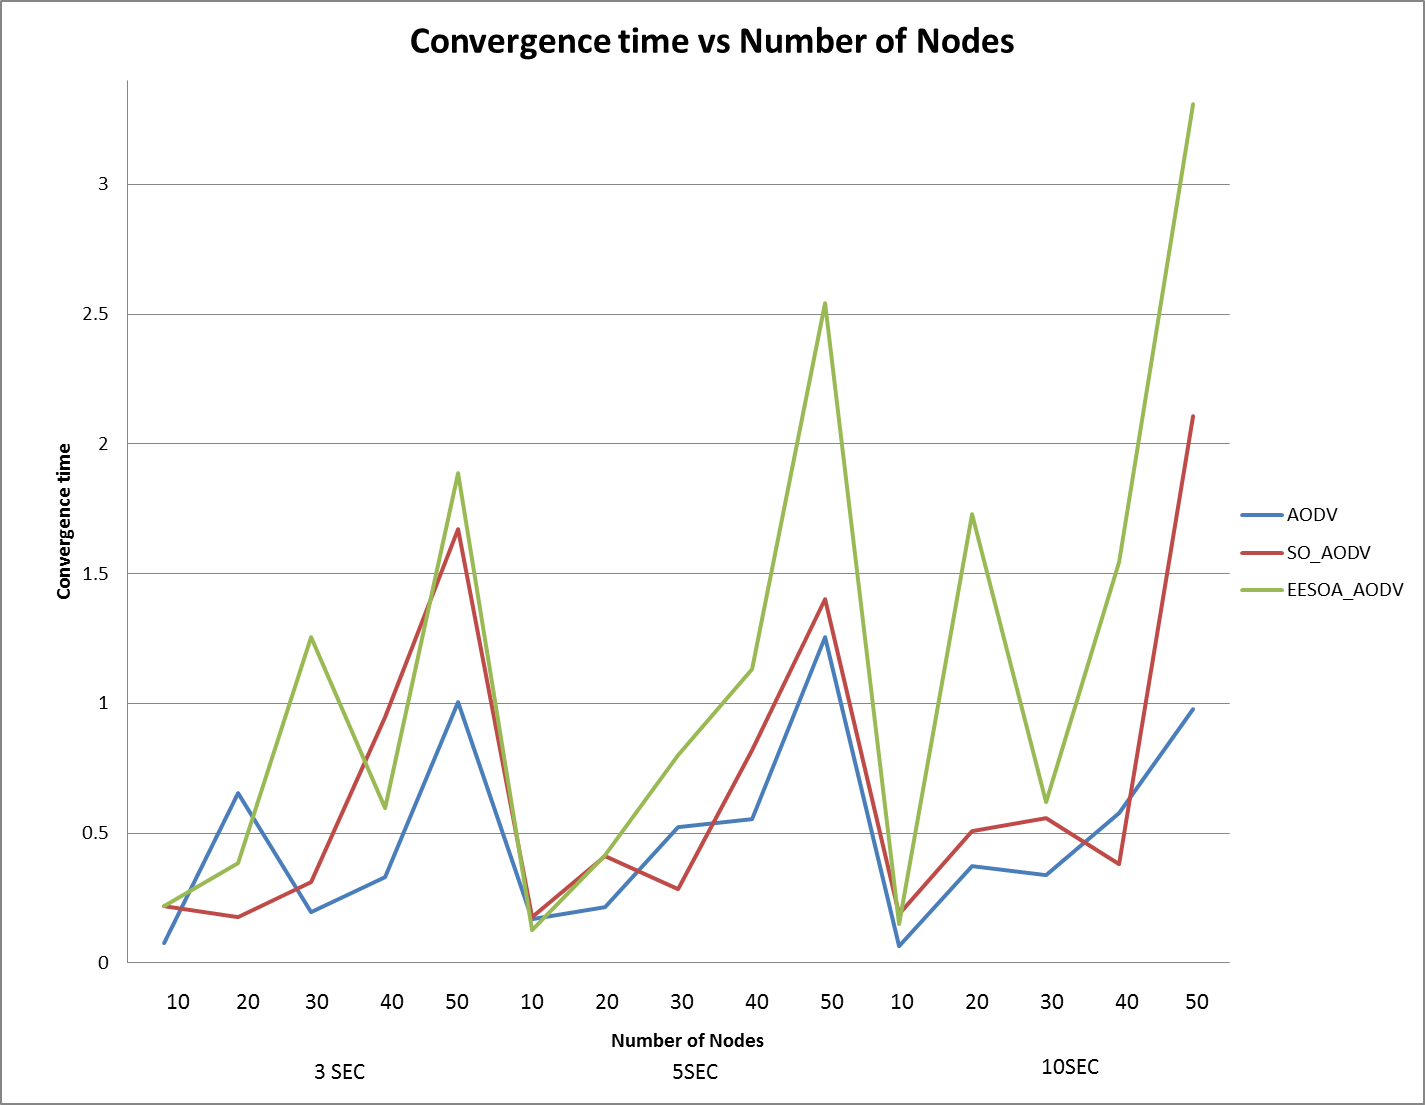 Convergence time vs Number of Nodes
3
2.5
2
1.5
1
0.5
0
Convergence time
AODV
SO_AODV
EESOA_AODV
10 20 30 40 50 10 20 30 40 50 10 20 30 40 50
Number of Nodes
3 SEC 5SEC 10SEC